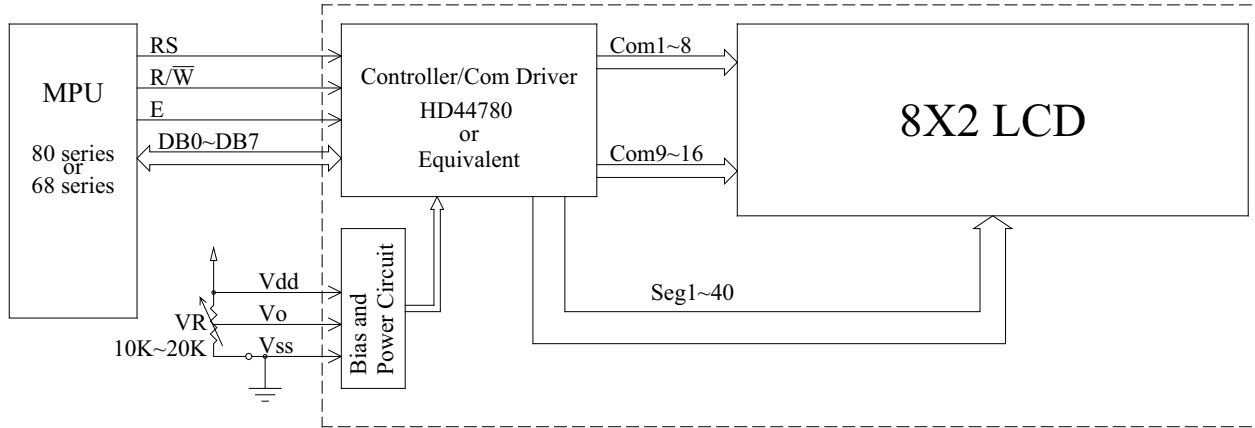 MPU
80 series
or
68 series
RS
R/W̅
E
DB0~DB7
Controller/Com Driver
HD44780
or
Equivalent
Com1~8
Com9~16
8X2 LCD
Seg1~40
Vdd
Vo
Vss
VR
10K~20K
Bias and
Power Circuit